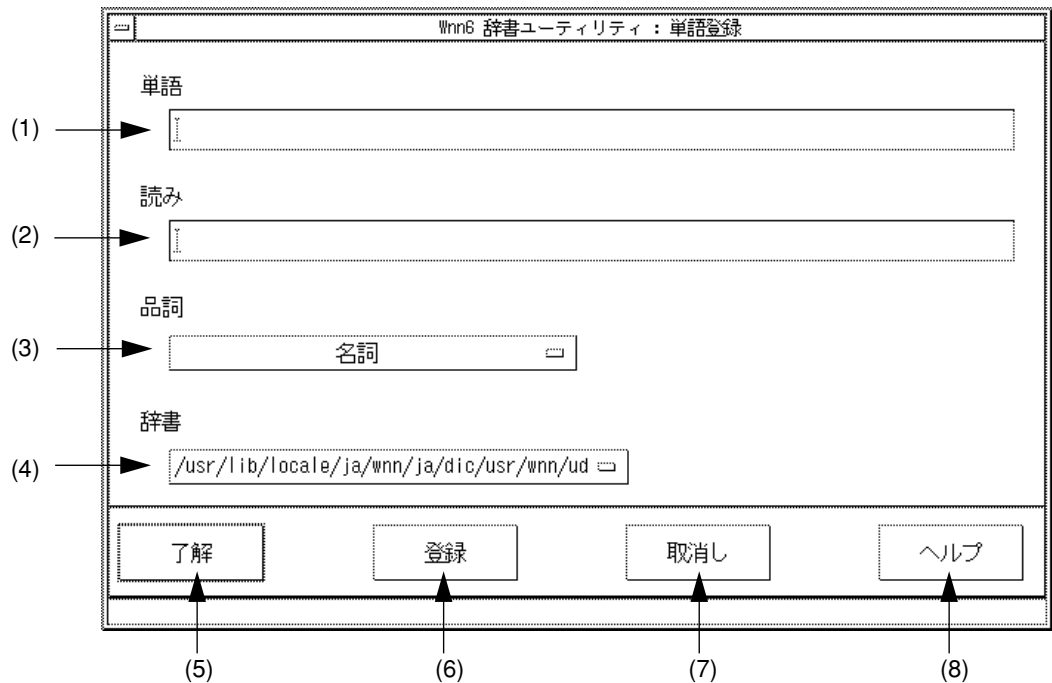 Wnn6 辞書ユーティリティ : 単語登録
単語
(1)
読み
(2)
品詞
(3) 名詞
辞書
(4) /usr/lib/locale/ja/wnn/ja/dic/usr/wnn/ud
了解 登録 取消し ヘルプ
(5) (6) (7) (8)